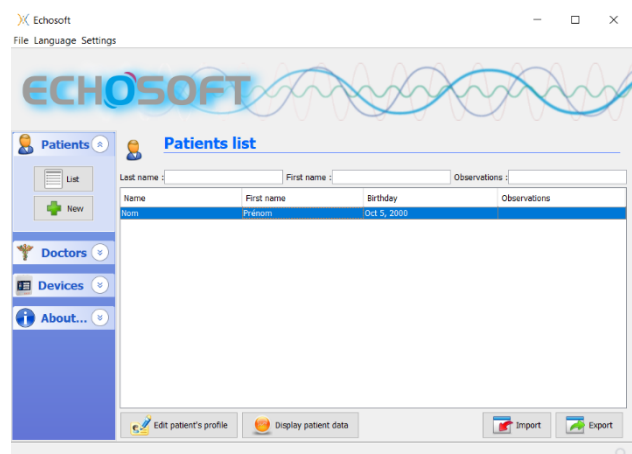 Echosoft
File Language Settings
ECHOSOFT
Patients
List
New
Doctors
Devices
About...
Patients list
Last name :
First name :
Observations :
Name First name Birthday Observations
Nom Prénom Oct 5, 2000
Edit patient's profile
Display patient data
Import
Export